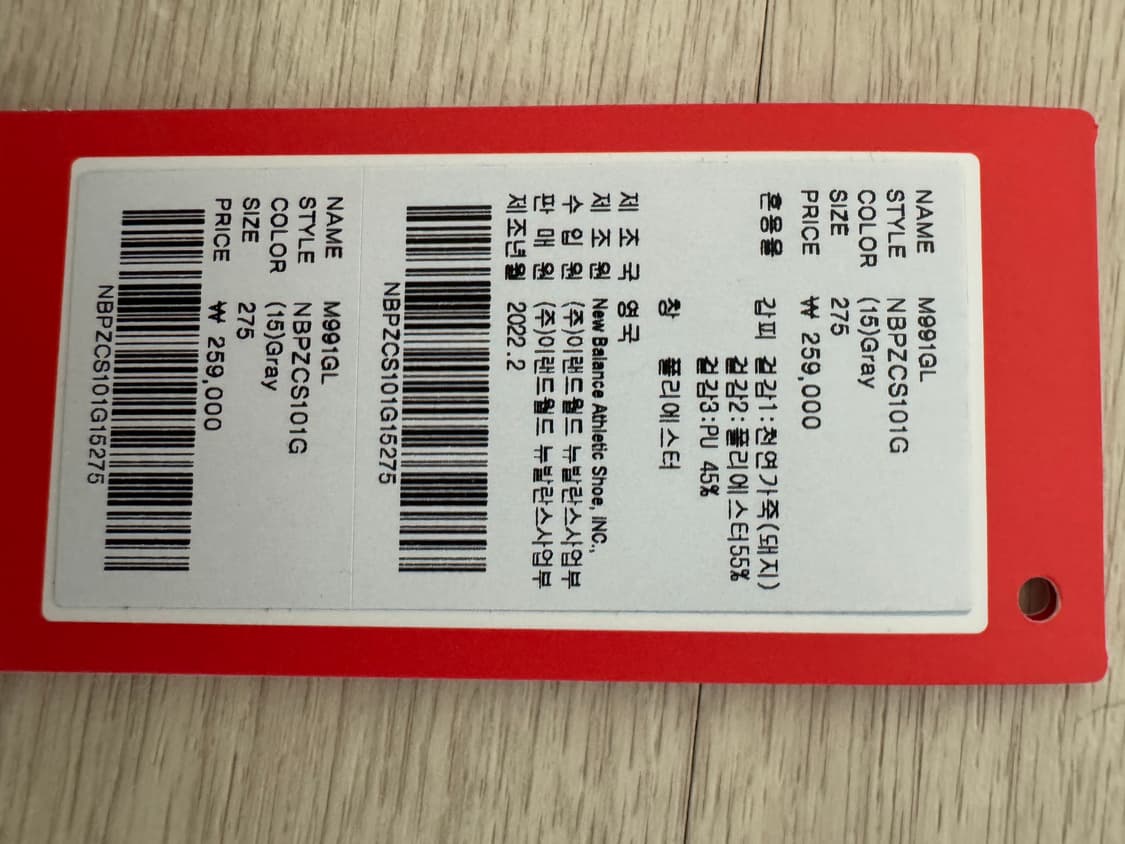 NAME M991GL
STYLE NBPZCS101G
COLOR (15)Gray
SIZE 275
PRICE ₩ 259,000
혼용율 갑피 겉감1:천연가죽(돼지)
겉감2:폴리에스터55%
겉감3:PU 45%
창 폴리에스터
제 조 국 영국
제 조 원 New Balance Athletic Shoe, INC.,
수 입 원 (주)이랜드월드 뉴발란스사업부
판 매 원 (주)이랜드월드 뉴발란스사업부
제조년월 2022.2
NBPZCS101G15275
NAME M991GL
STYLE NBPZCS101G
COLOR (15)Gray
SIZE 275
PRICE ₩ 259,000
NBPZCS101G15275